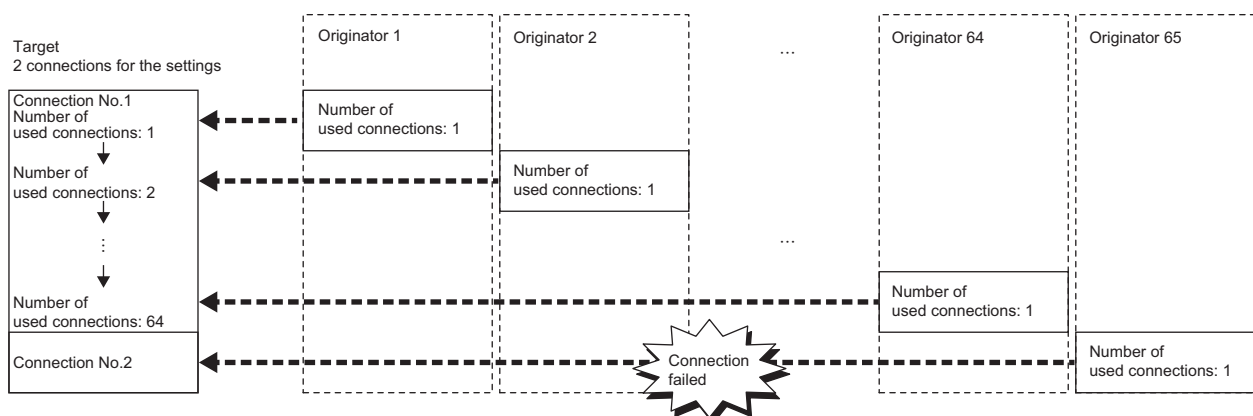 Target
2 connections for the settings
Originator 1
Originator 2
...
Originator 64
Originator 65
Connection No.1
Number of
used connections: 1
Number of
used connections: 1
Number of
used connections: 2
Number of
used connections: 1
...
...
Number of
used connections: 64
Number of
used connections: 1
Connection No.2
Connection
failed
Number of
used connections: 1